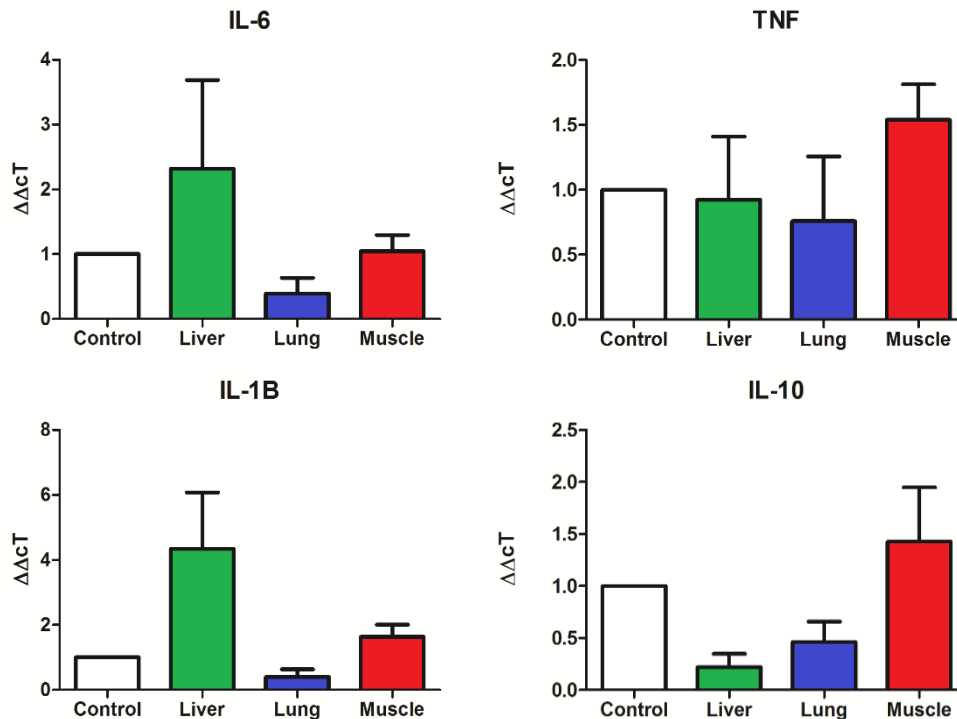 IL-6
4
3
2
1
0
ΔΔcT
Control Liver Lung Muscle
TNF
2.0
1.5
1.0
0.5
0.0
ΔΔcT
Control Liver Lung Muscle
IL-1B
8
6
4
2
0
ΔΔcT
Control Liver Lung Muscle
IL-10
2.5
2.0
1.5
1.0
0.5
0.0
ΔΔcT
Control Liver Lung Muscle